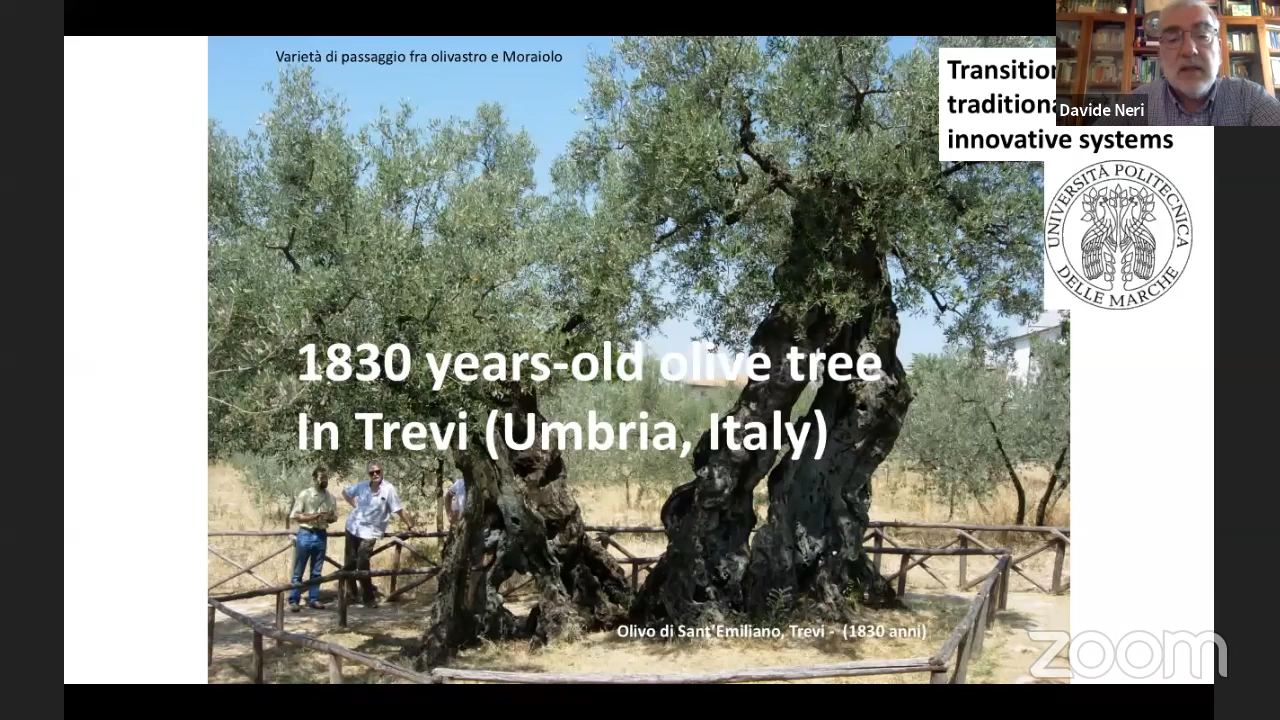 Varietà di passaggio fra olivastro e Moraiolo
Transition
traditiona
innovative systems
Davide Neri
UNIVERSITÀ POLITECNICA
DELLE MARCHE
1830 years-old olive tree
In Trevi (Umbria, Italy)
Olivo di Sant'Emiliano, Trevi - (1830 anni)
zoom